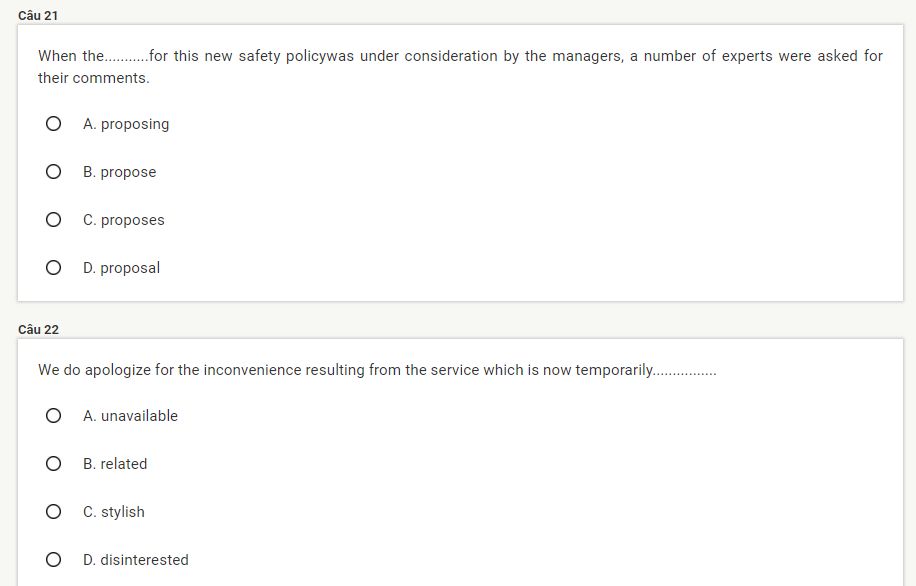 Câu 21
When the...........for this new safety policywas under consideration by the managers, a number of experts were asked for
their comments.
A. proposing
B. propose
C. proposes
D. proposal
Câu 22
We do apologize for the inconvenience resulting from the service which is now temporarily................
A. unavailable
B. related
C. stylish
D. disinterested